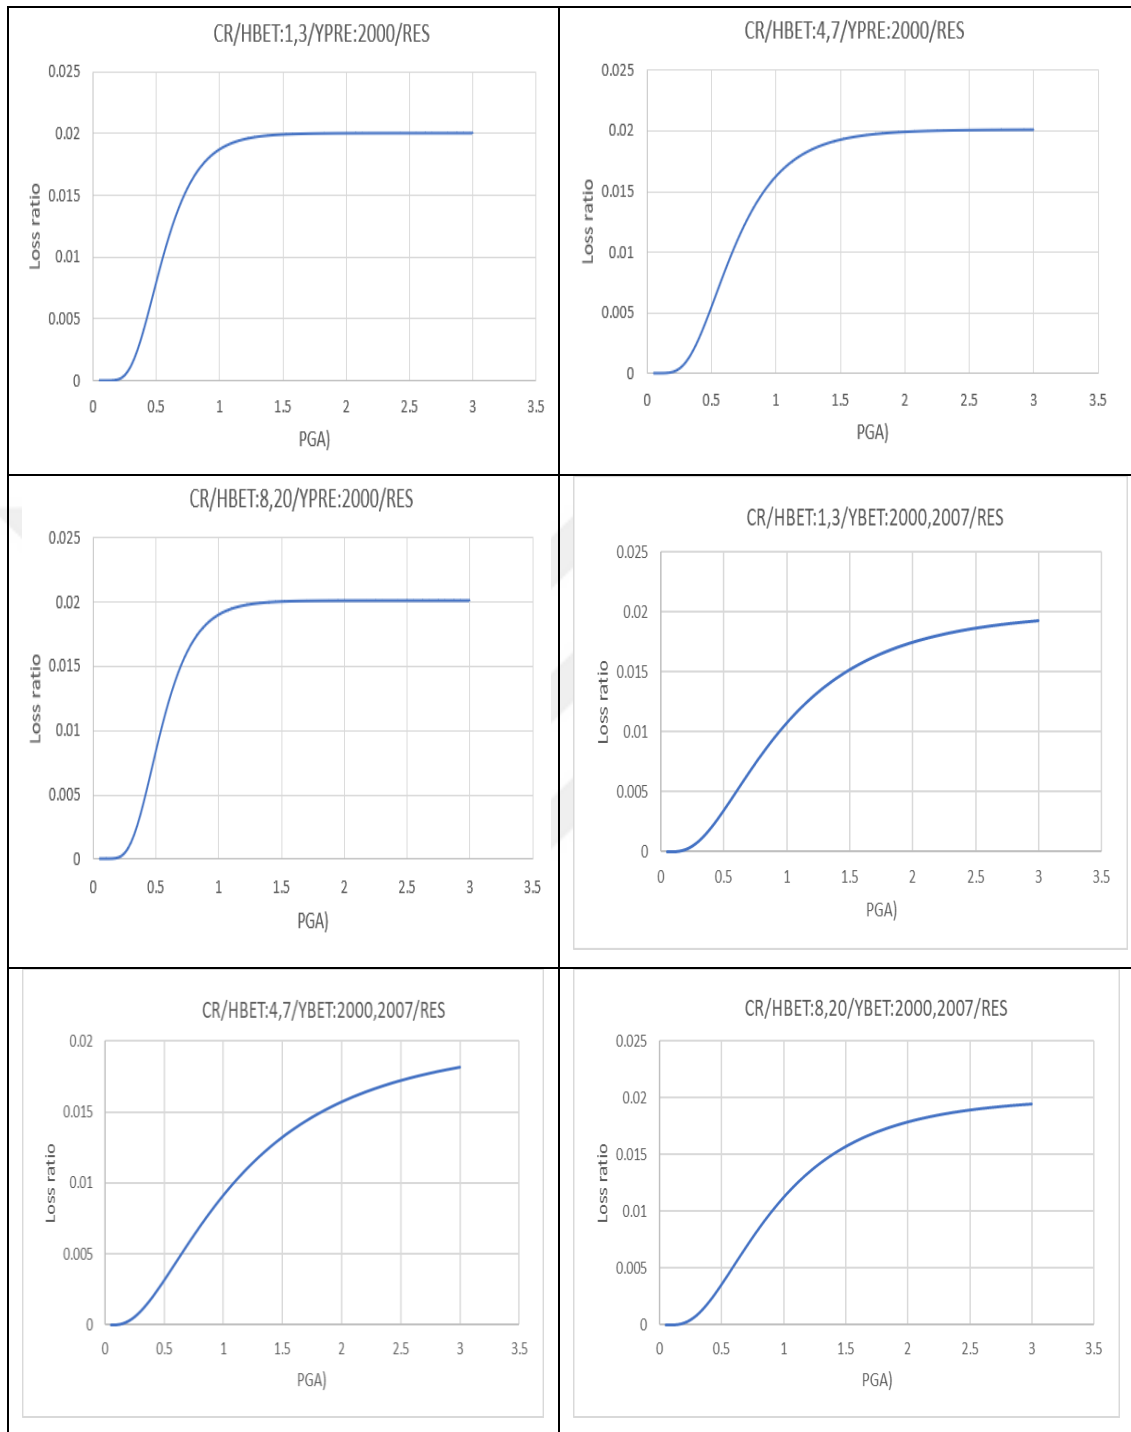 CR/HBET:1,3/YPRE:2000/RES
0.025
0.02
0.015
0.01
0.005
0
Loss ratio
0 0.5 1 1.5 2 2.5 3 3.5
PGA)
CR/HBET:4,7/YPRE:2000/RES
0.025
0.02
0.015
0.01
0.005
0
Loss ratio
0 0.5 1 1.5 2 2.5 3 3.5
PGA)
CR/HBET:8,20/YPRE:2000/RES
0.025
0.02
0.015
0.01
0.005
0
Loss ratio
0 0.5 1 1.5 2 2.5 3 3.5
PGA)
CR/HBET:1,3/YBET:2000,2007/RES
0.025
0.02
0.015
0.01
0.005
0
Loss ratio
0 0.5 1 1.5 2 2.5 3 3.5
PGA)
CR/HBET:4,7/YBET:2000,2007/RES
0.02
0.015
0.01
0.005
0
Loss ratio
0 0.5 1 1.5 2 2.5 3 3.5
PGA)
CR/HBET:8,20/YBET:2000,2007/RES
0.025
0.02
0.015
0.01
0.005
0
Loss ratio
0 0.5 1 1.5 2 2.5 3 3.5
PGA)